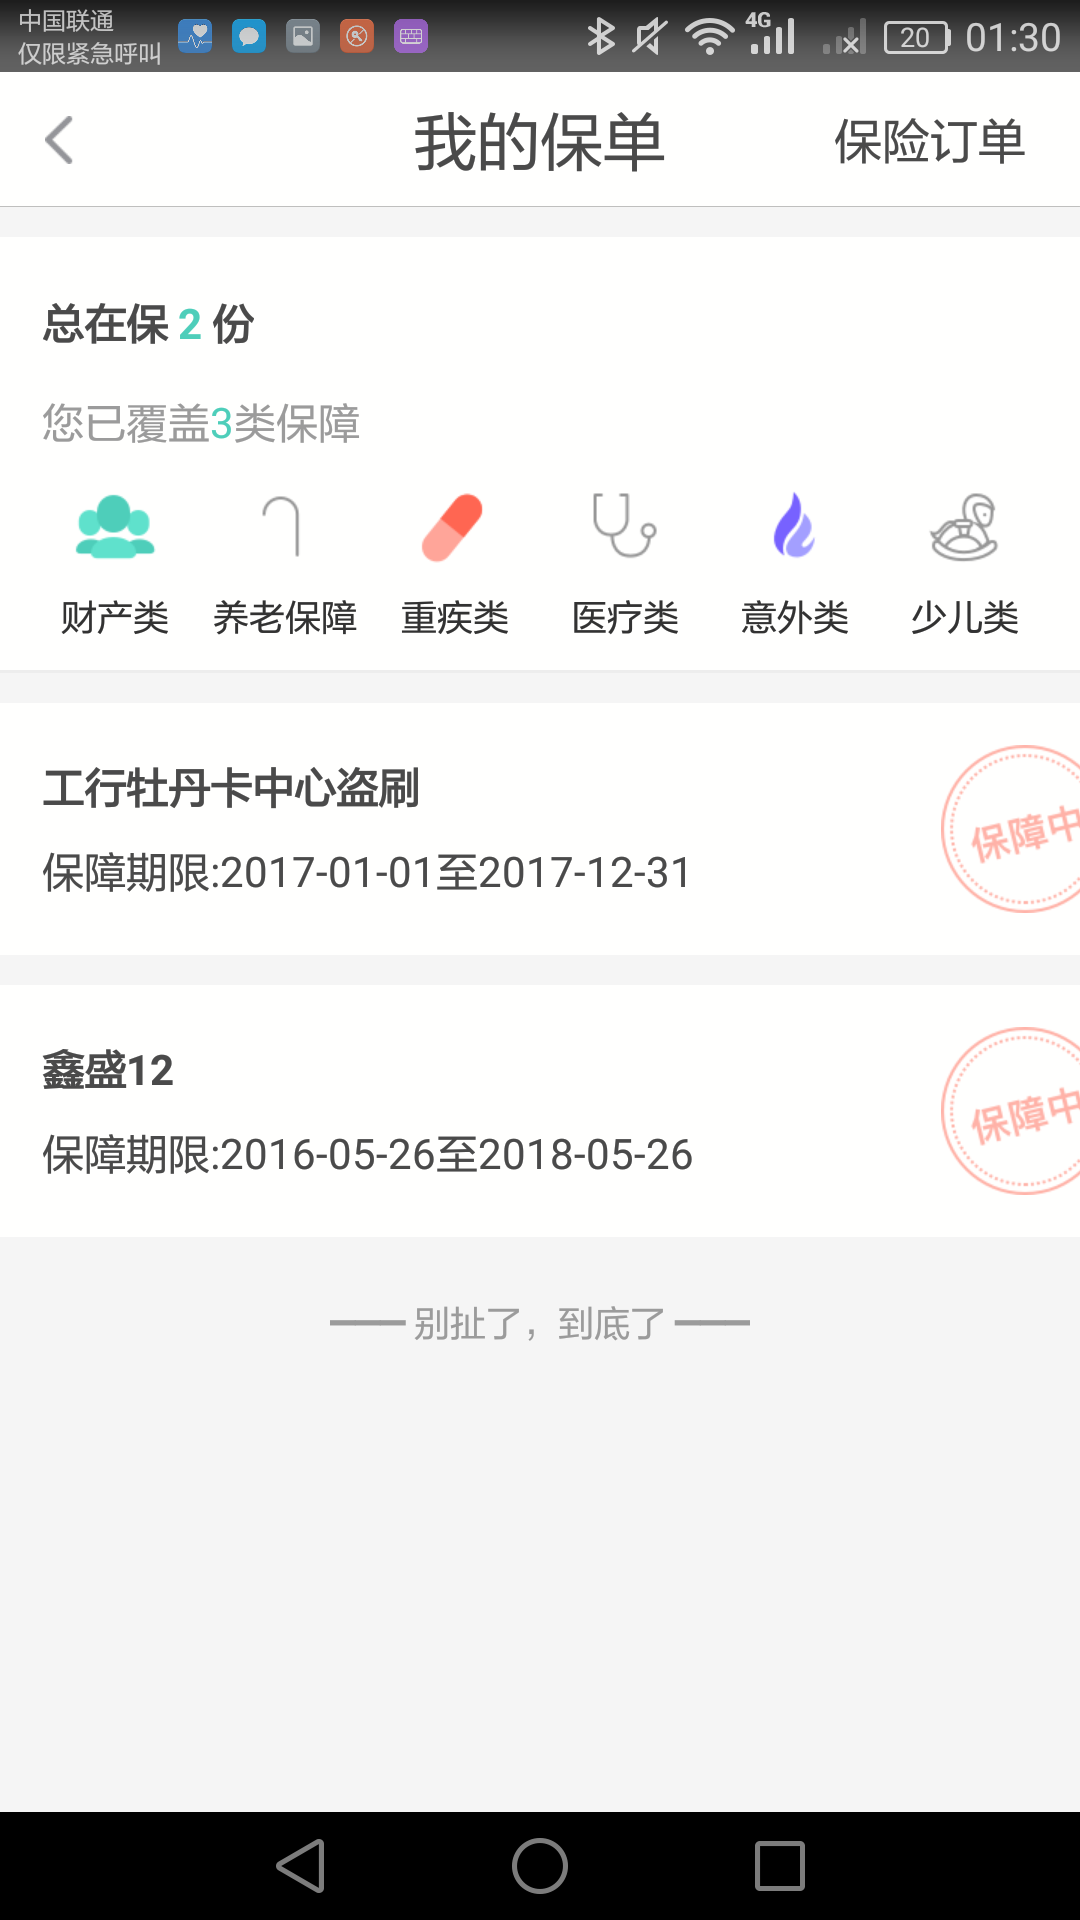 中国联通
仅限紧急呼叫
4G
20
01:30
我的保单
保险订单
总在保 2 份
您已覆盖3类保障
财产类
养老保障
重疾类
医疗类
意外类
少儿类
工行牡丹卡中心盗刷
保障期限:2017-01-01至2017-12-31
保障中
鑫盛12
保障期限:2016-05-26至2018-05-26
保障中
别扯了，到底了